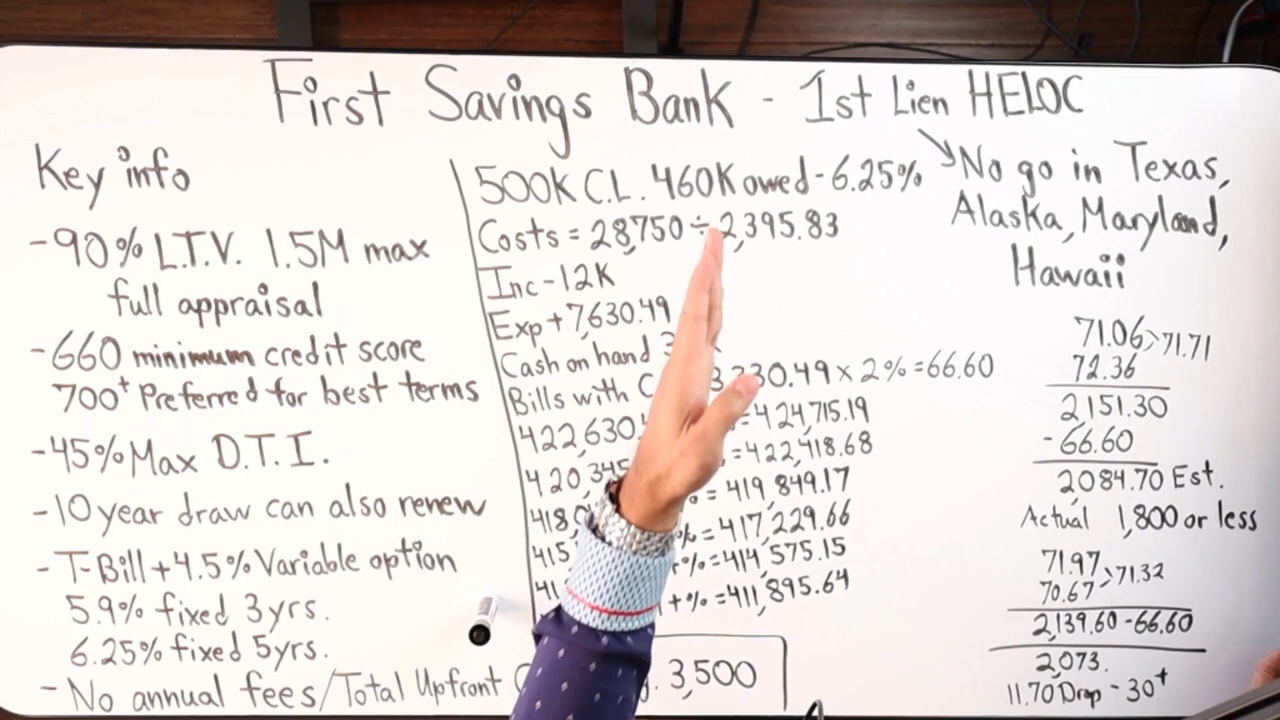 First Savings Bank - 1st Lien HELOC
Key info
-90% L.T.V. 1.5M max
full appraisal
-660 minimum credit score
700+ Preferred for best terms
-45% Max D.T.I.
-10 year draw can also renew
- T-Bill + 4.5% Variable option
5.9% fixed 3yrs.
6.25% fixed 5yrs.
- No annual fees/Total Upfront
3,500
500K C.L. 460K owed - 6.25%
Costs = 28,750 ÷ 2,395.83
Inc - 12K
Exp + 7,630.49
Cash on hand
Bills with 30.49 x 2% = 66.60
422,630 = 424,715.19
420,345 = 422,418.68
= 419,849.17
% = 417,229.66
+ % = 414,575.15
+ % = 411,895.64
No go in Texas,
Alaska, Maryland,
Hawaii
71.06 > 71.71
72.36
2151.30
- 66.60
2084.70 Est.
Actual 1,800 or less
71.97 > 71.32
70.67
2,139.60 - 66.60
2,073.
11.70 Drop - 30+